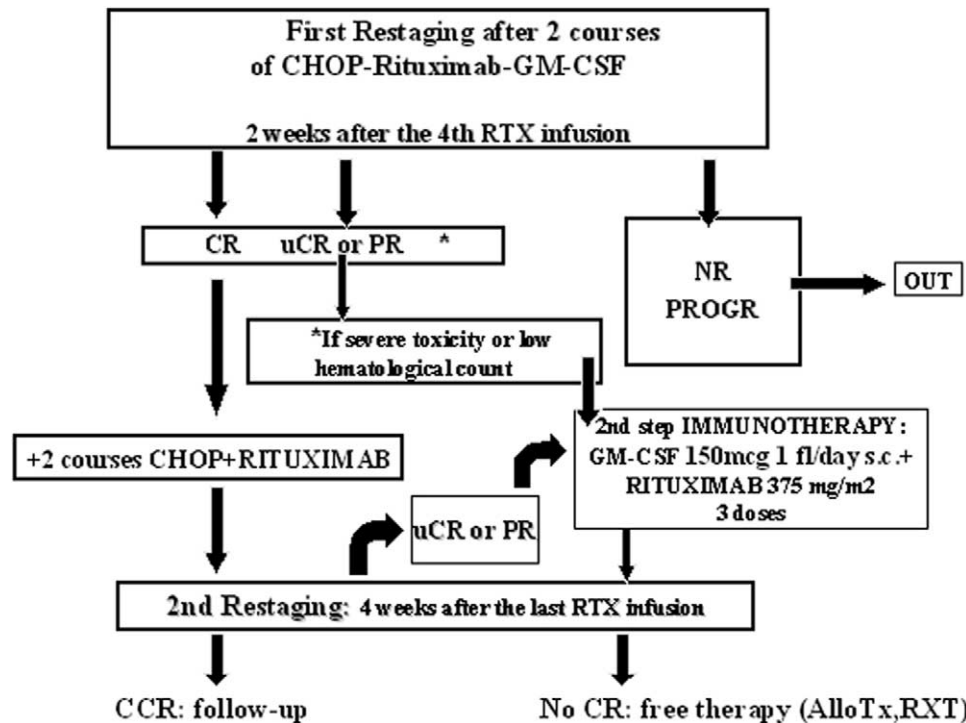 First Restaging after 2 courses
of CHOP-Rituximab-GM-CSF
2 weeks after the 4th RTX infusion
CR uCR or PR *
NR
PROGR
OUT
*If severe toxicity or low
hematological count
+2 courses CHOP+RITUXIMAB
2nd step IMMUNOTHERAPY:
GM-CSF 150mcg 1 fl/day s.c.+
RITUXIMAB 375 mg/m2
3 doses
uCR or PR
2nd Restaging: 4 weeks after the last RTX infusion
CCR: follow-up
No CR: free therapy (AlloTx,RXT)